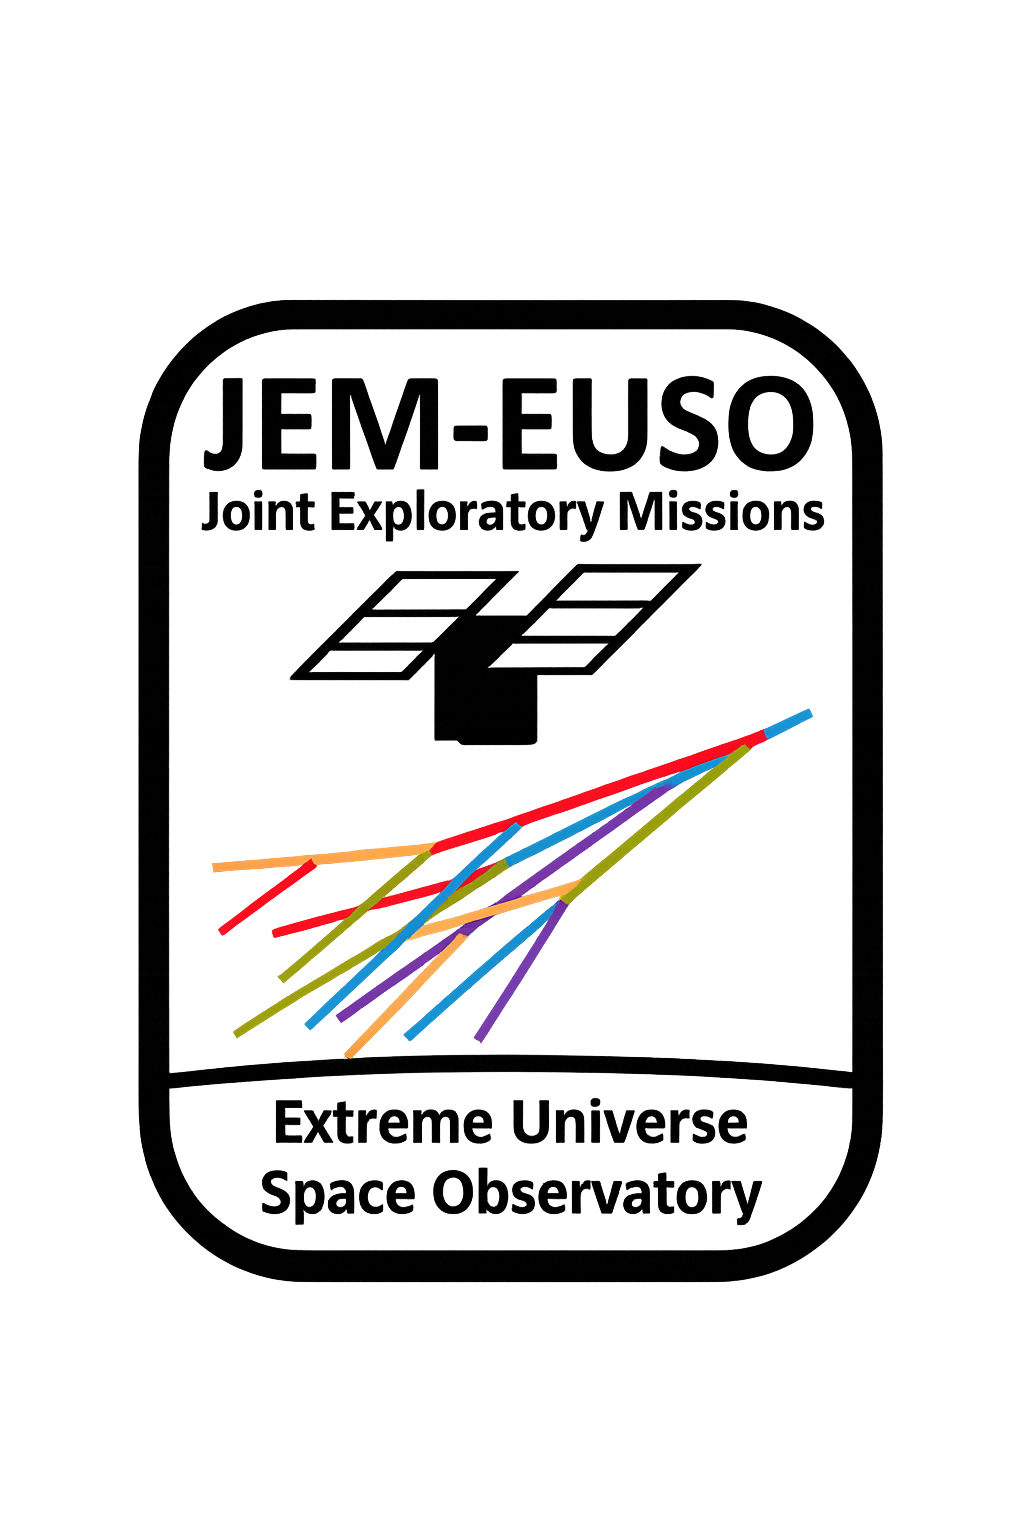 JEM-EUSO
Joint Exploratory Missions
Extreme Universe
Space Observatory